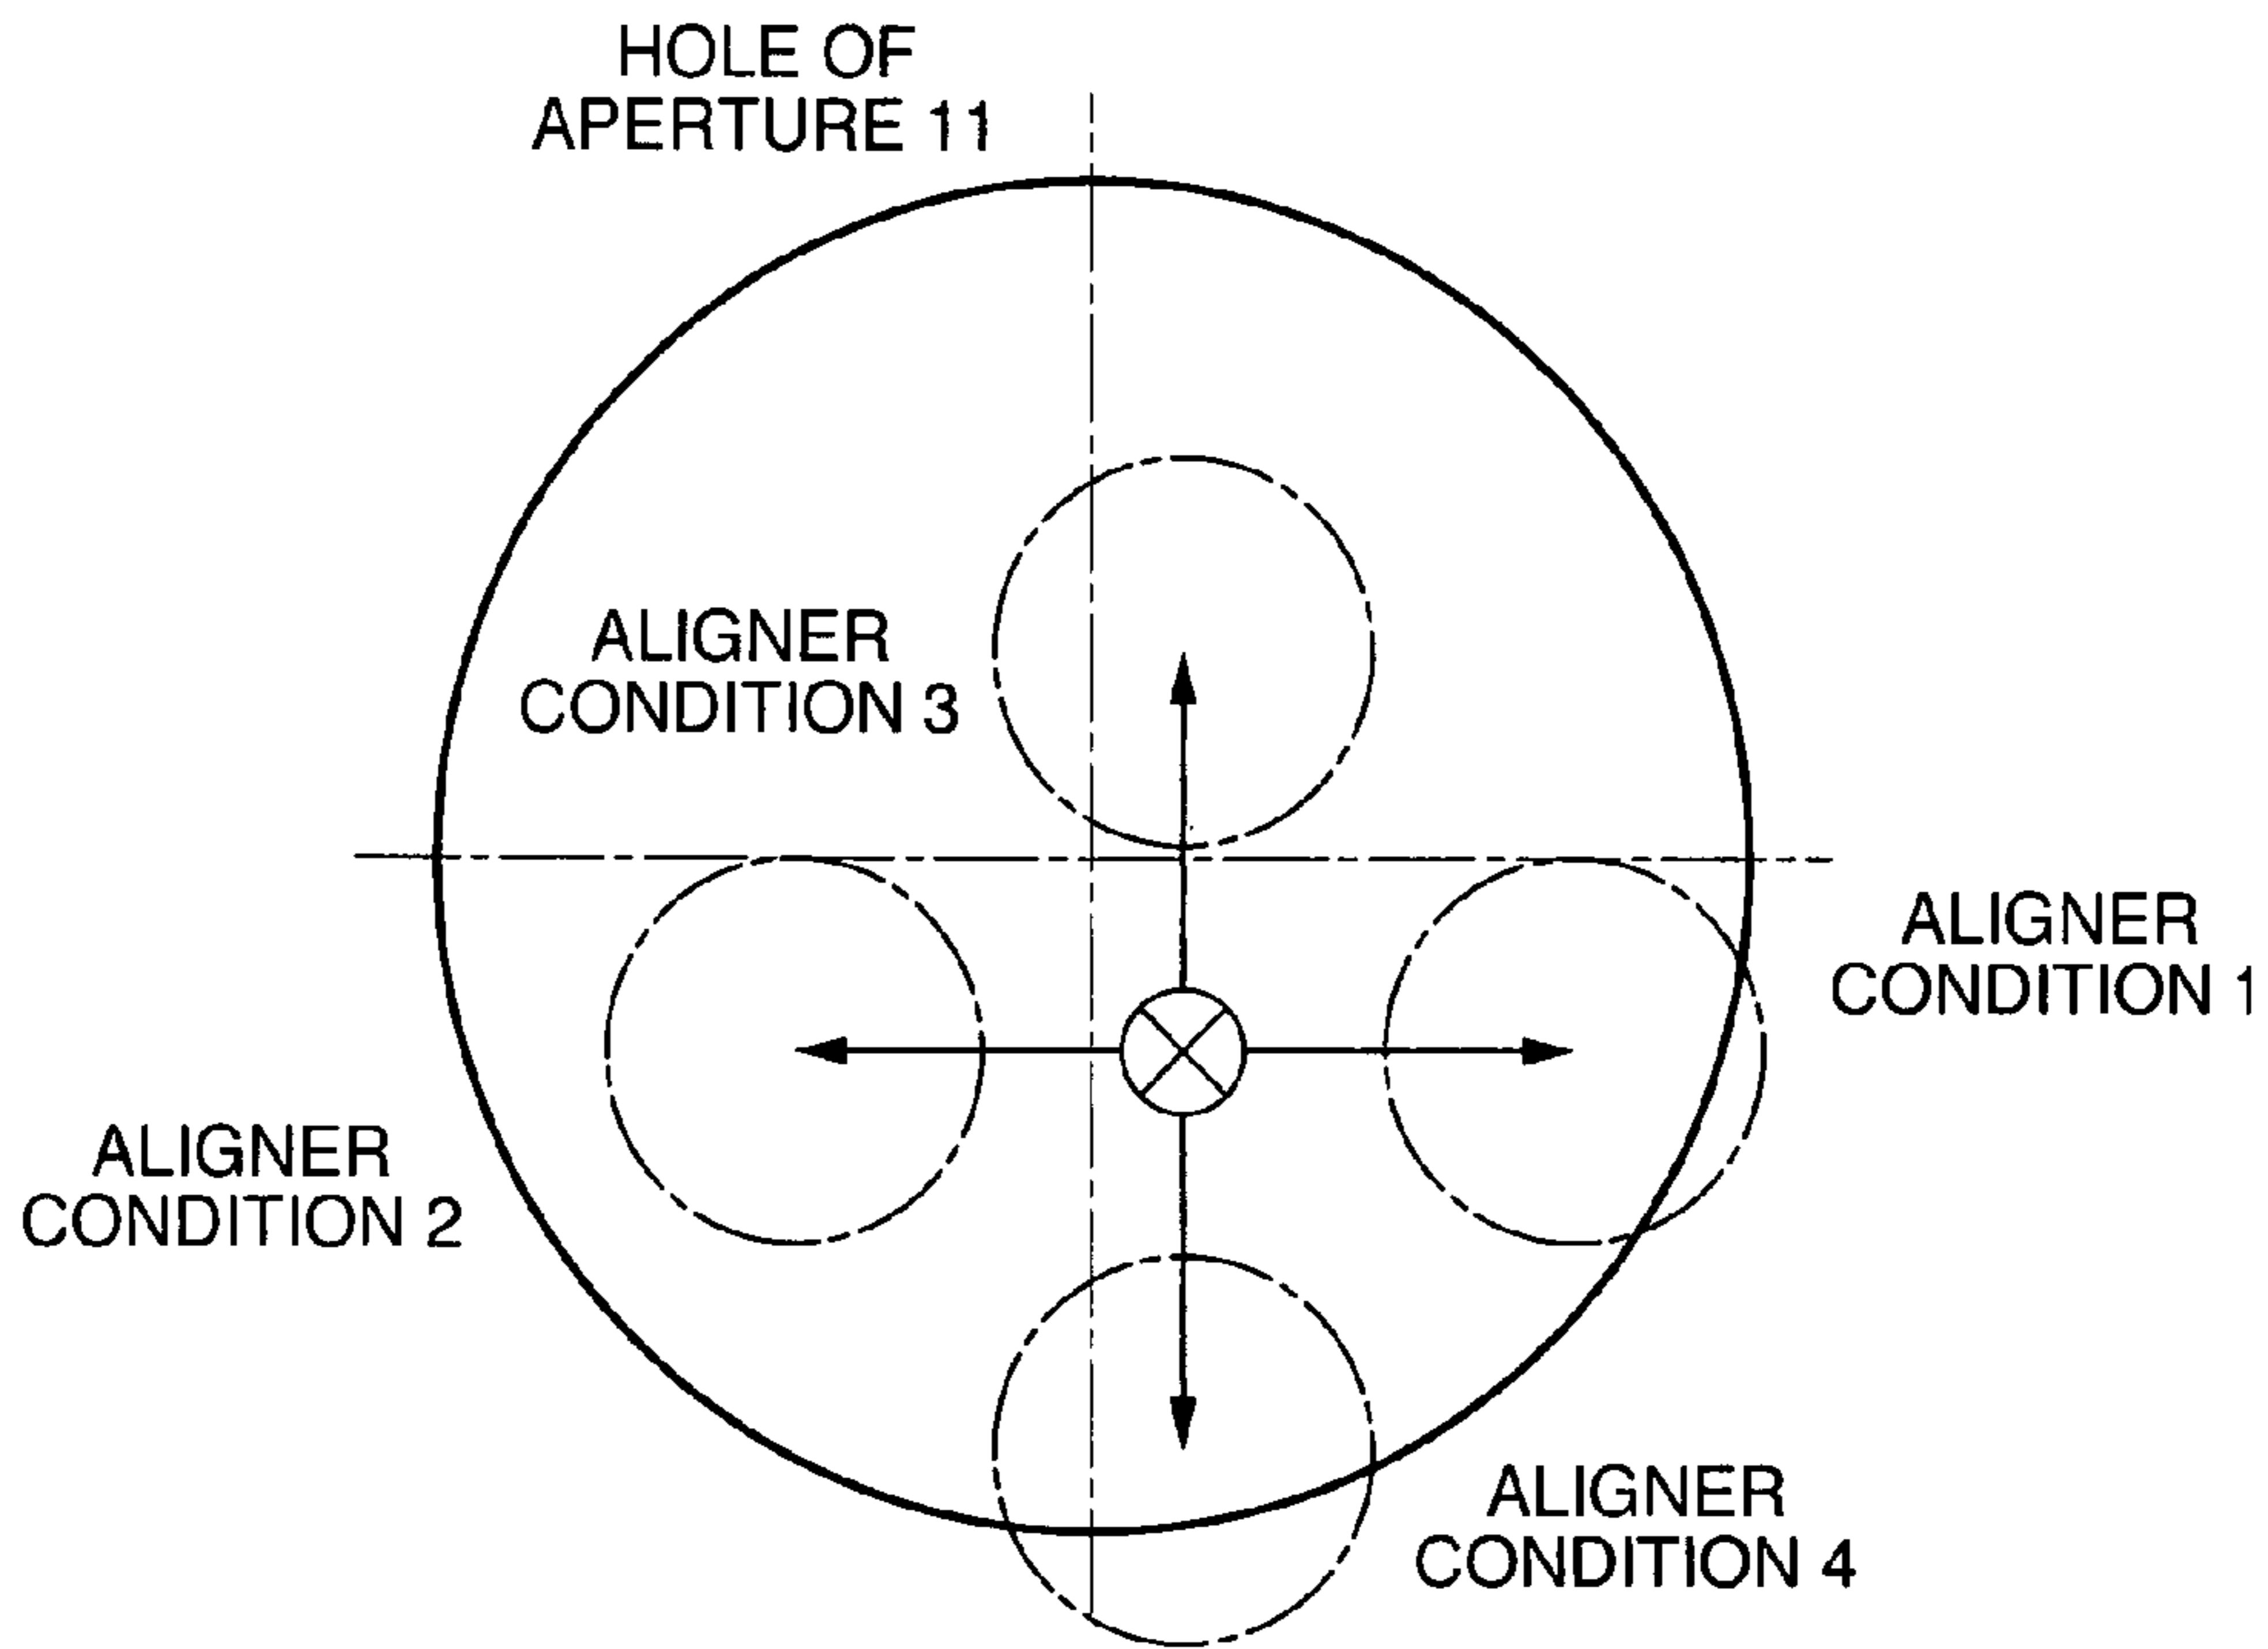 HOLE OF
APERTURE 11
ALIGNER
CONDITION 3
ALIGNER
CONDITION 1
ALIGNER
CONDITION 2
ALIGNER
CONDITION 4